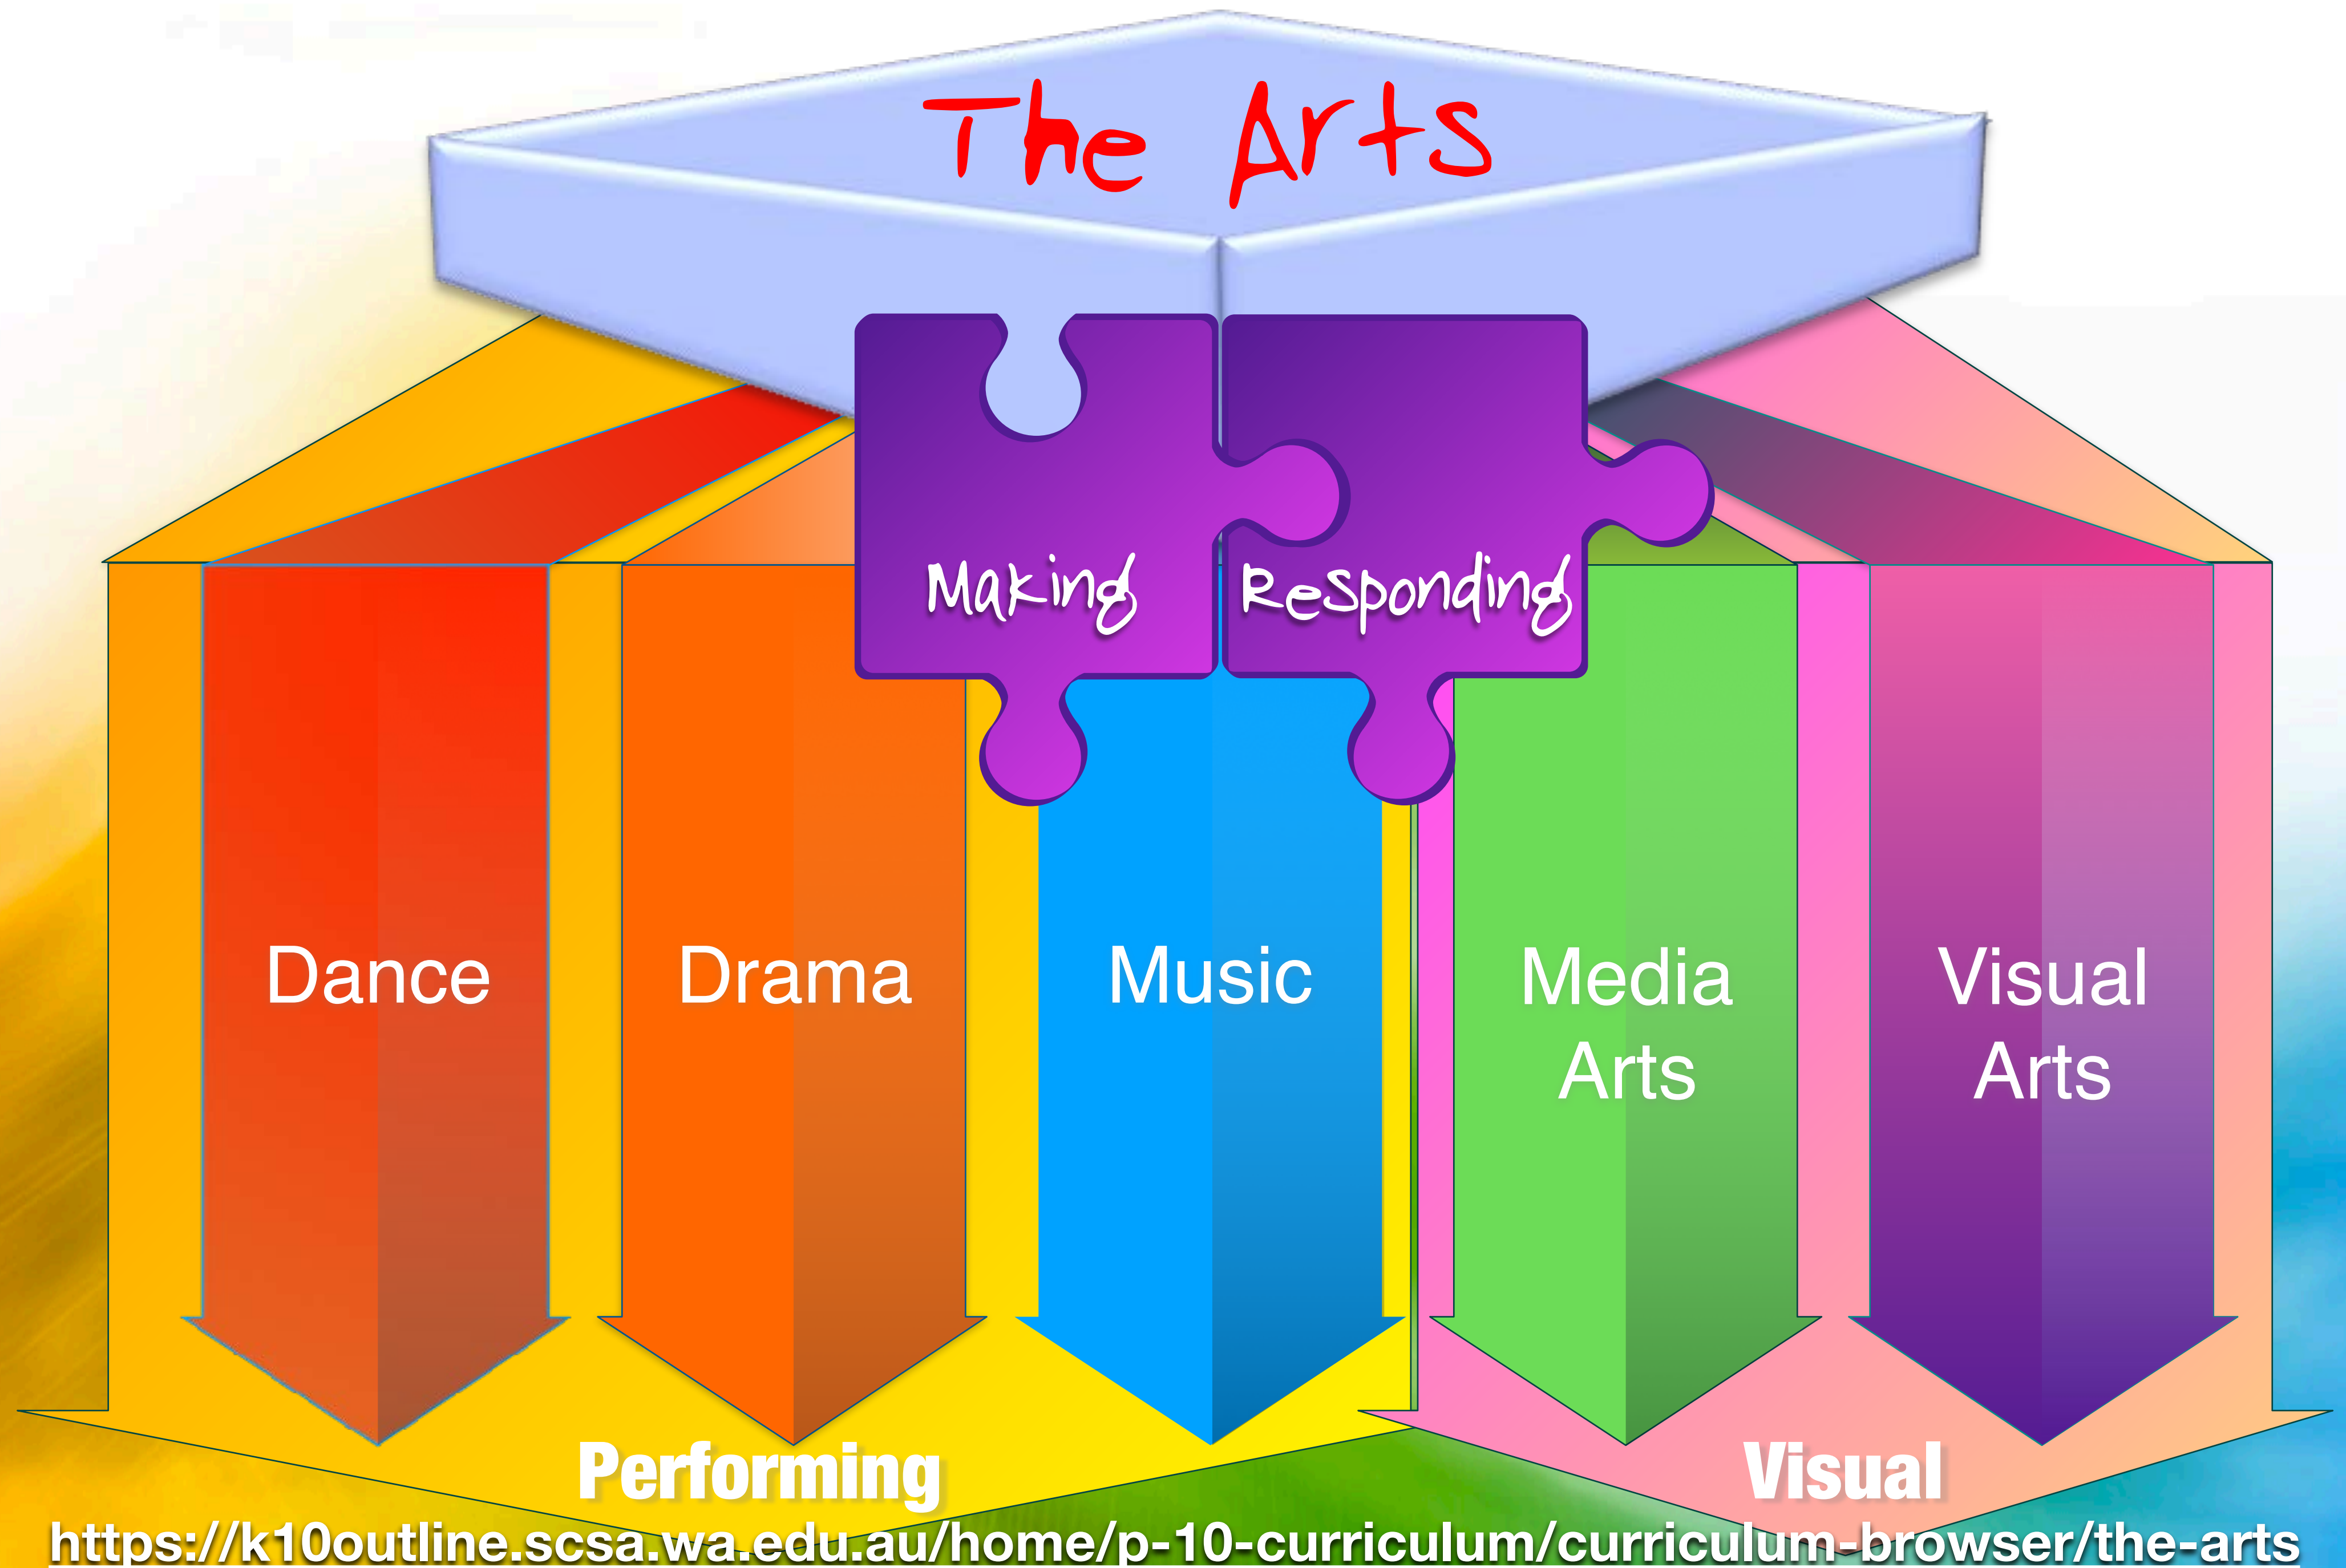 The Arts
Making
Responding
Dance
Drama
Music
Media
Arts
Visual
Arts
Performing
Visual
https://k10outline.scsa.wa.edu.au/home/p-10-curriculum/curriculum-browser/the-arts